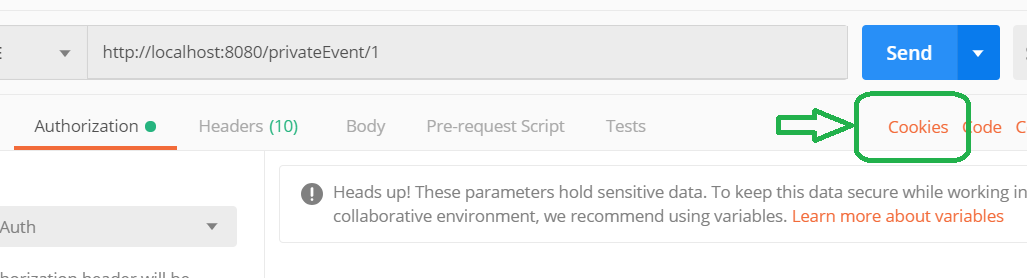 http://localhost:8080/privateEvent/1 Send
Authorization Headers (10) Body Pre-request Script Tests Cookies Code
Heads up! These parameters hold sensitive data. To keep this data secure while working in
collaborative environment, we recommend using variables. Learn more about variables
Auth
horization header will be